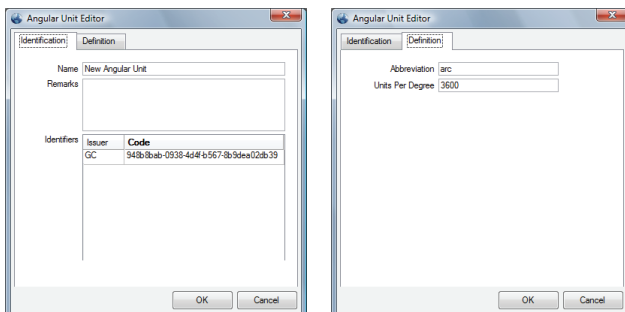 Angular Unit Editor
Identification Definition
Name New Angular Unit
Remarks
Identifiers Issuer Code
GC 948b8bab-0938-4d4f-b567-8b9dea02db39
OK Cancel
Angular Unit Editor
Identification Definition
Abbreviation arc
Units Per Degree 3600
OK Cancel